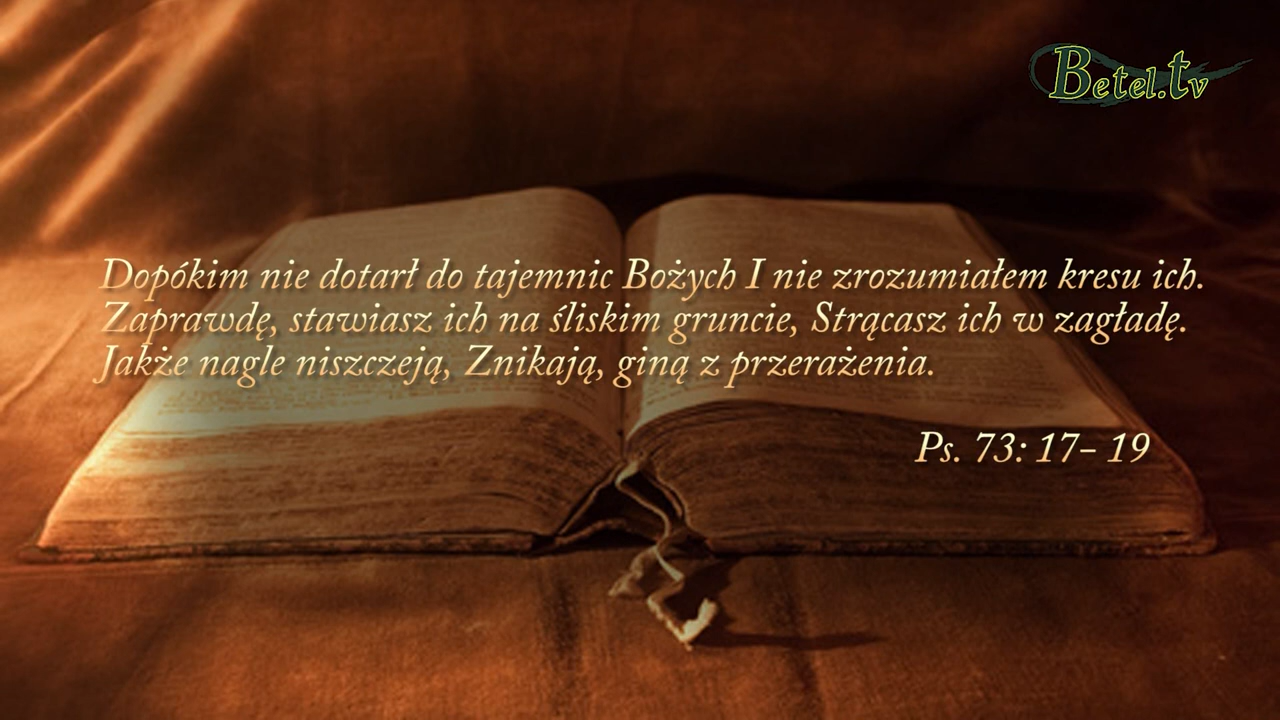 Betel.tv
Dopókim nie dotarł do tajemnic Bożych I nie zrozumiałem kresu ich.
Zaprawdę, stawiasz ich na śliskim gruncie, Strącasz ich w zagładę.
Jakże nagle niszczeją, Znikają, giną z przerażenia.
Ps. 73: 17– 19